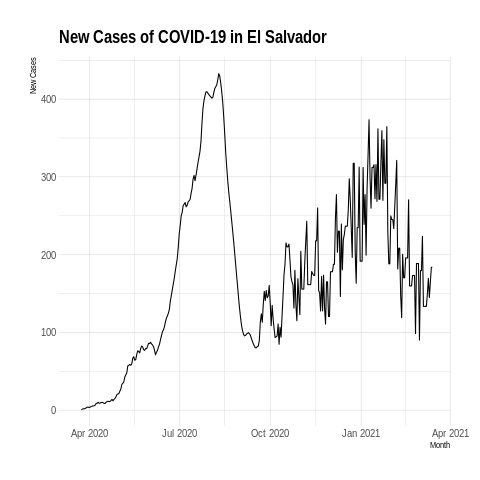 New Cases of COVID-19 in El Salvador
New Cases
400
300
200
100
0
Apr 2020 Jul 2020 Oct 2020 Jan 2021 Apr 2021
Month